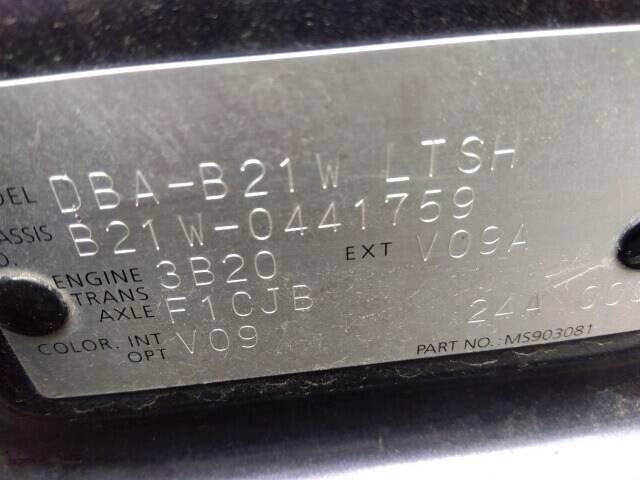 DEL DBA-B21W LTSH
ASSIS B21W-0441759
O.
ENGINE 3B20 EXT V09A
TRANS
AXLE F1CJB
COLOR. INT V09 24A
OPT
PART NO.:MS903081